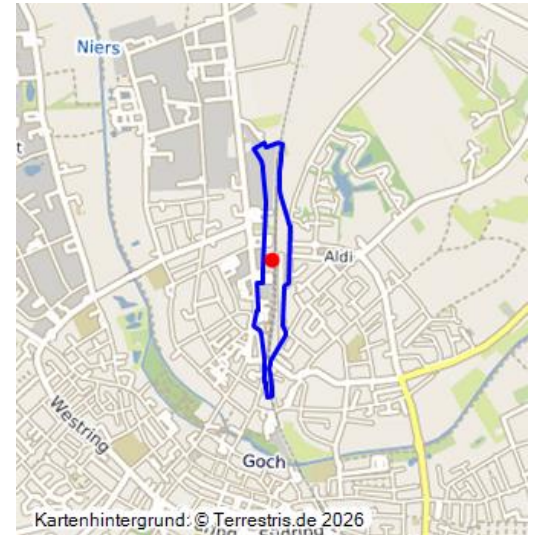 Niers
Aldi
Westring
Goch
Kartenhintergrund: © Terrestris.de 2026